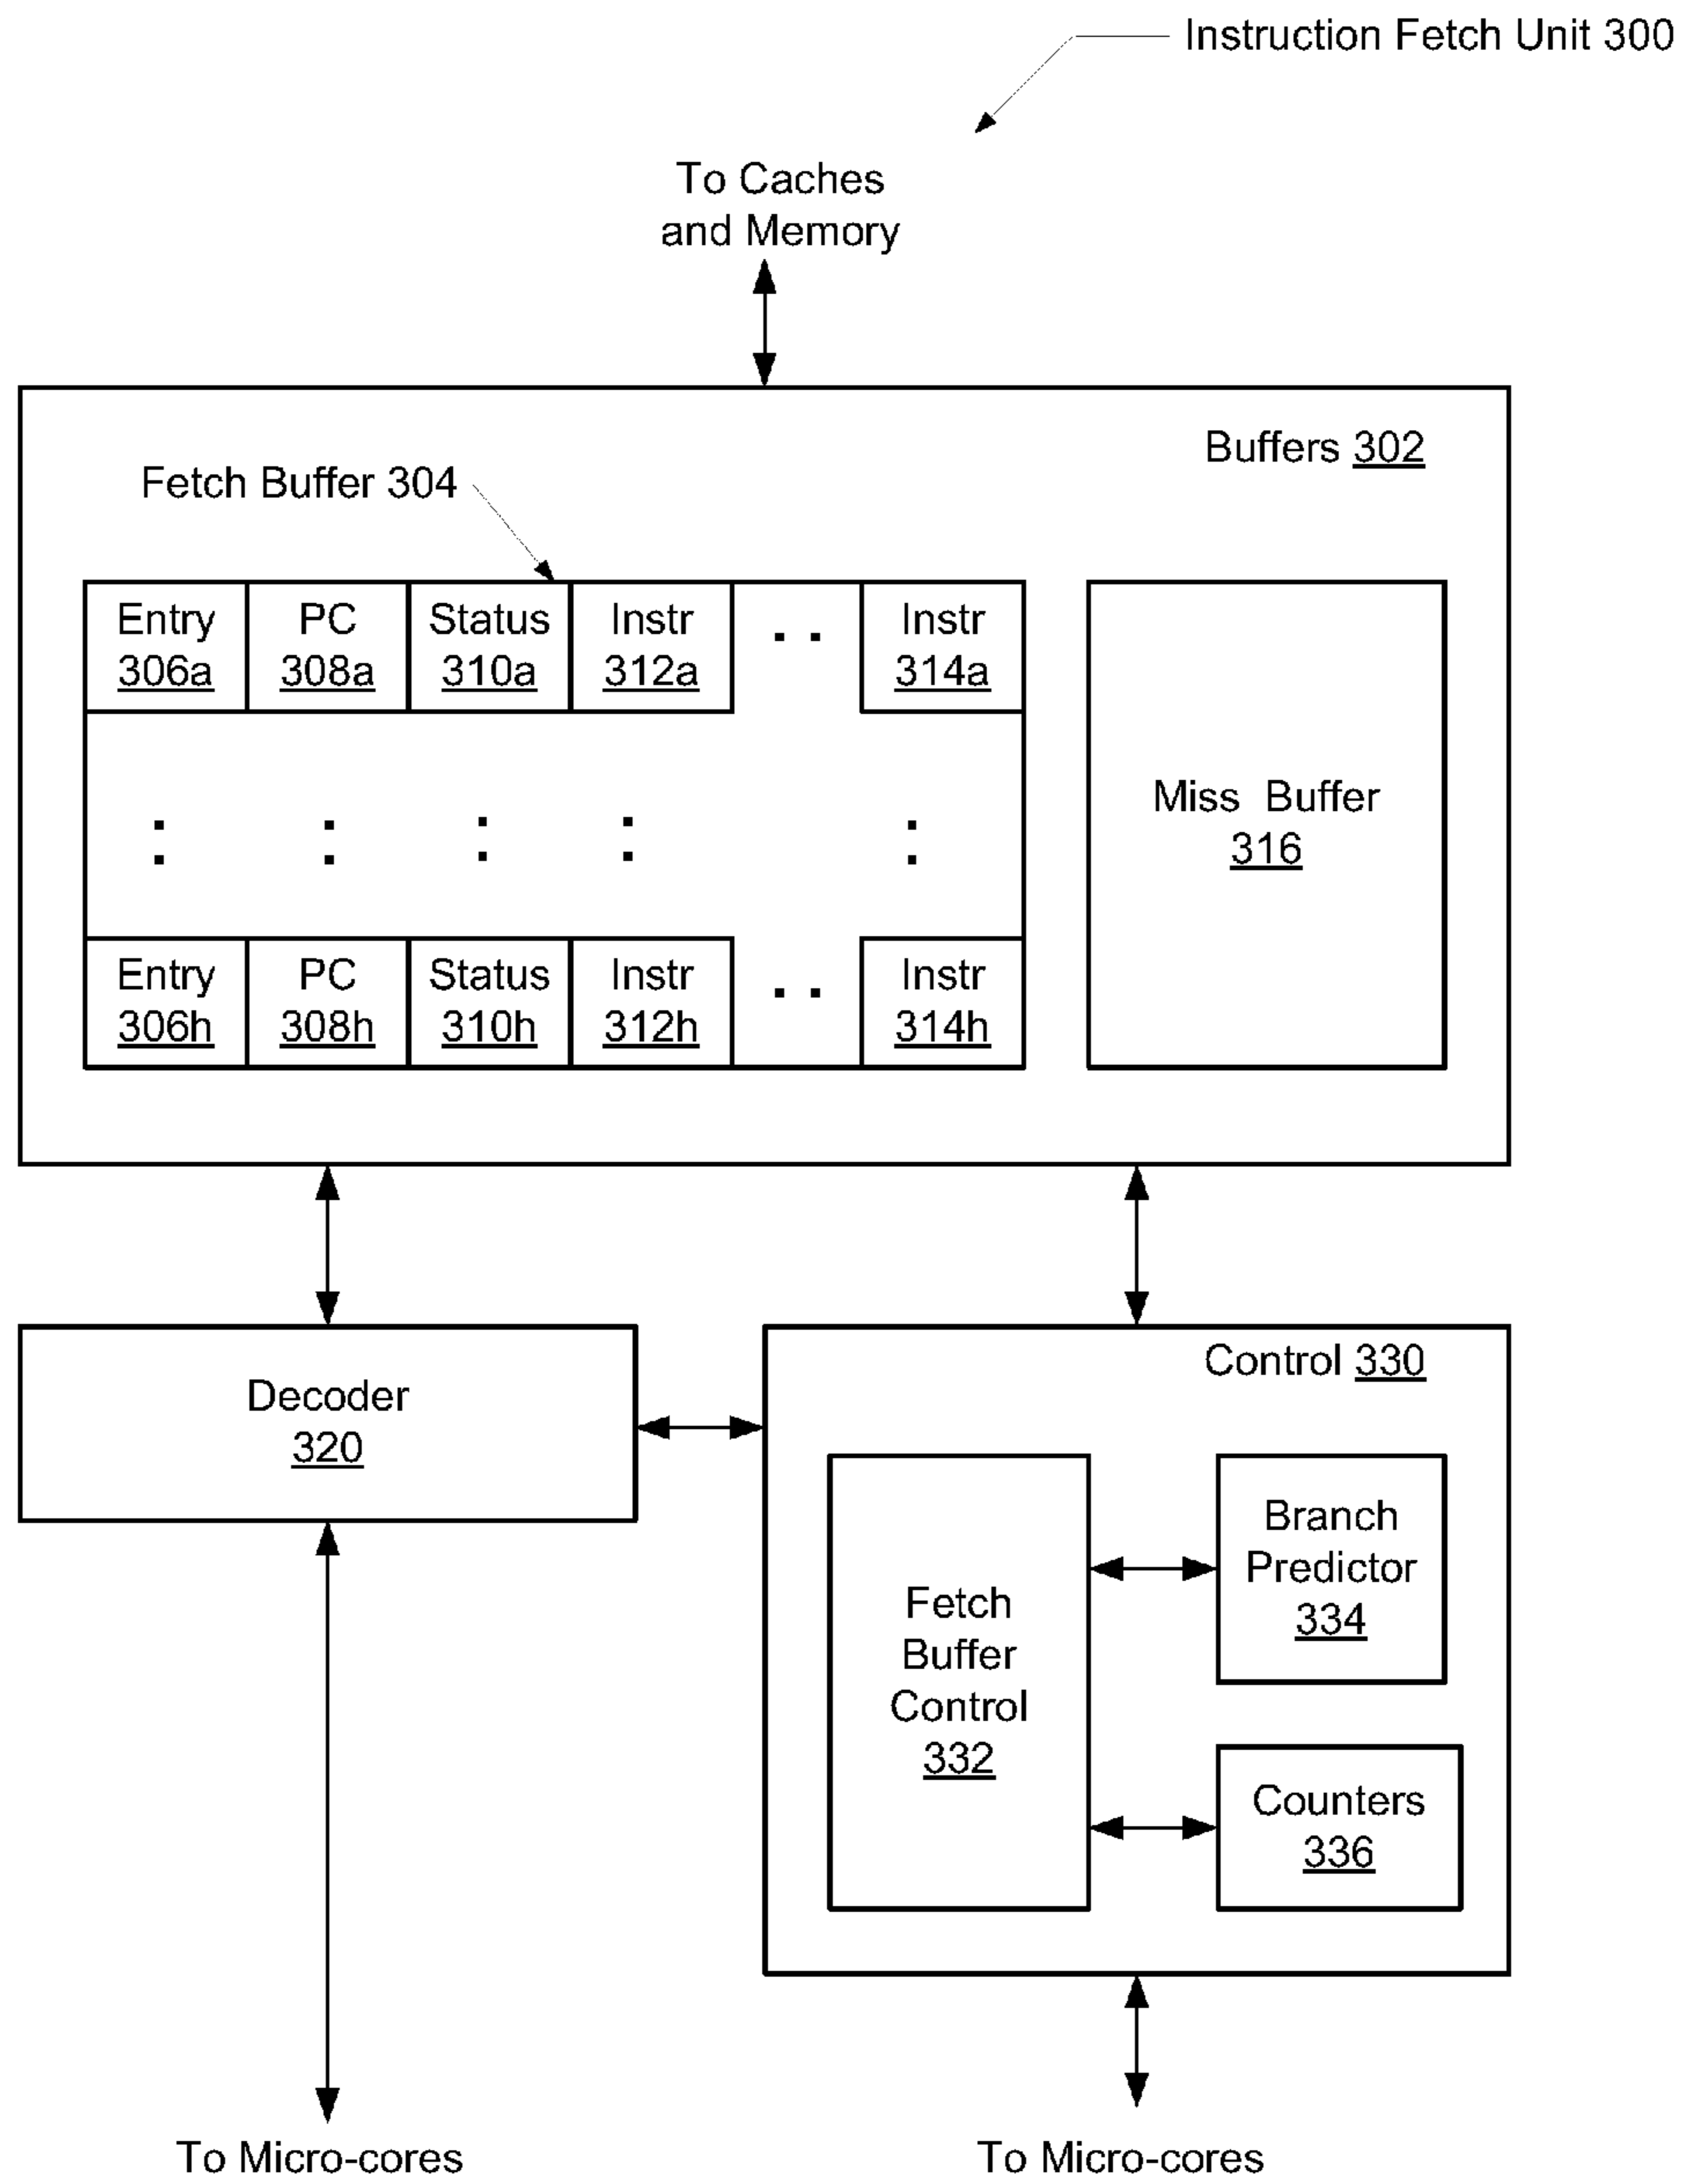 Instruction Fetch Unit 300
To Caches
and Memory
Buffers 302
Fetch Buffer 304
Entry PC Status Instr . . Instr
306a 308a 310a 312a 314a
: : : : :
Miss Buffer
316
Entry PC Status Instr . . Instr
306h 308h 310h 312h 314h
Decoder
320
Control 330
Fetch
Buffer
Control
332
Branch
Predictor
334
Counters
336
To Micro-cores
To Micro-cores